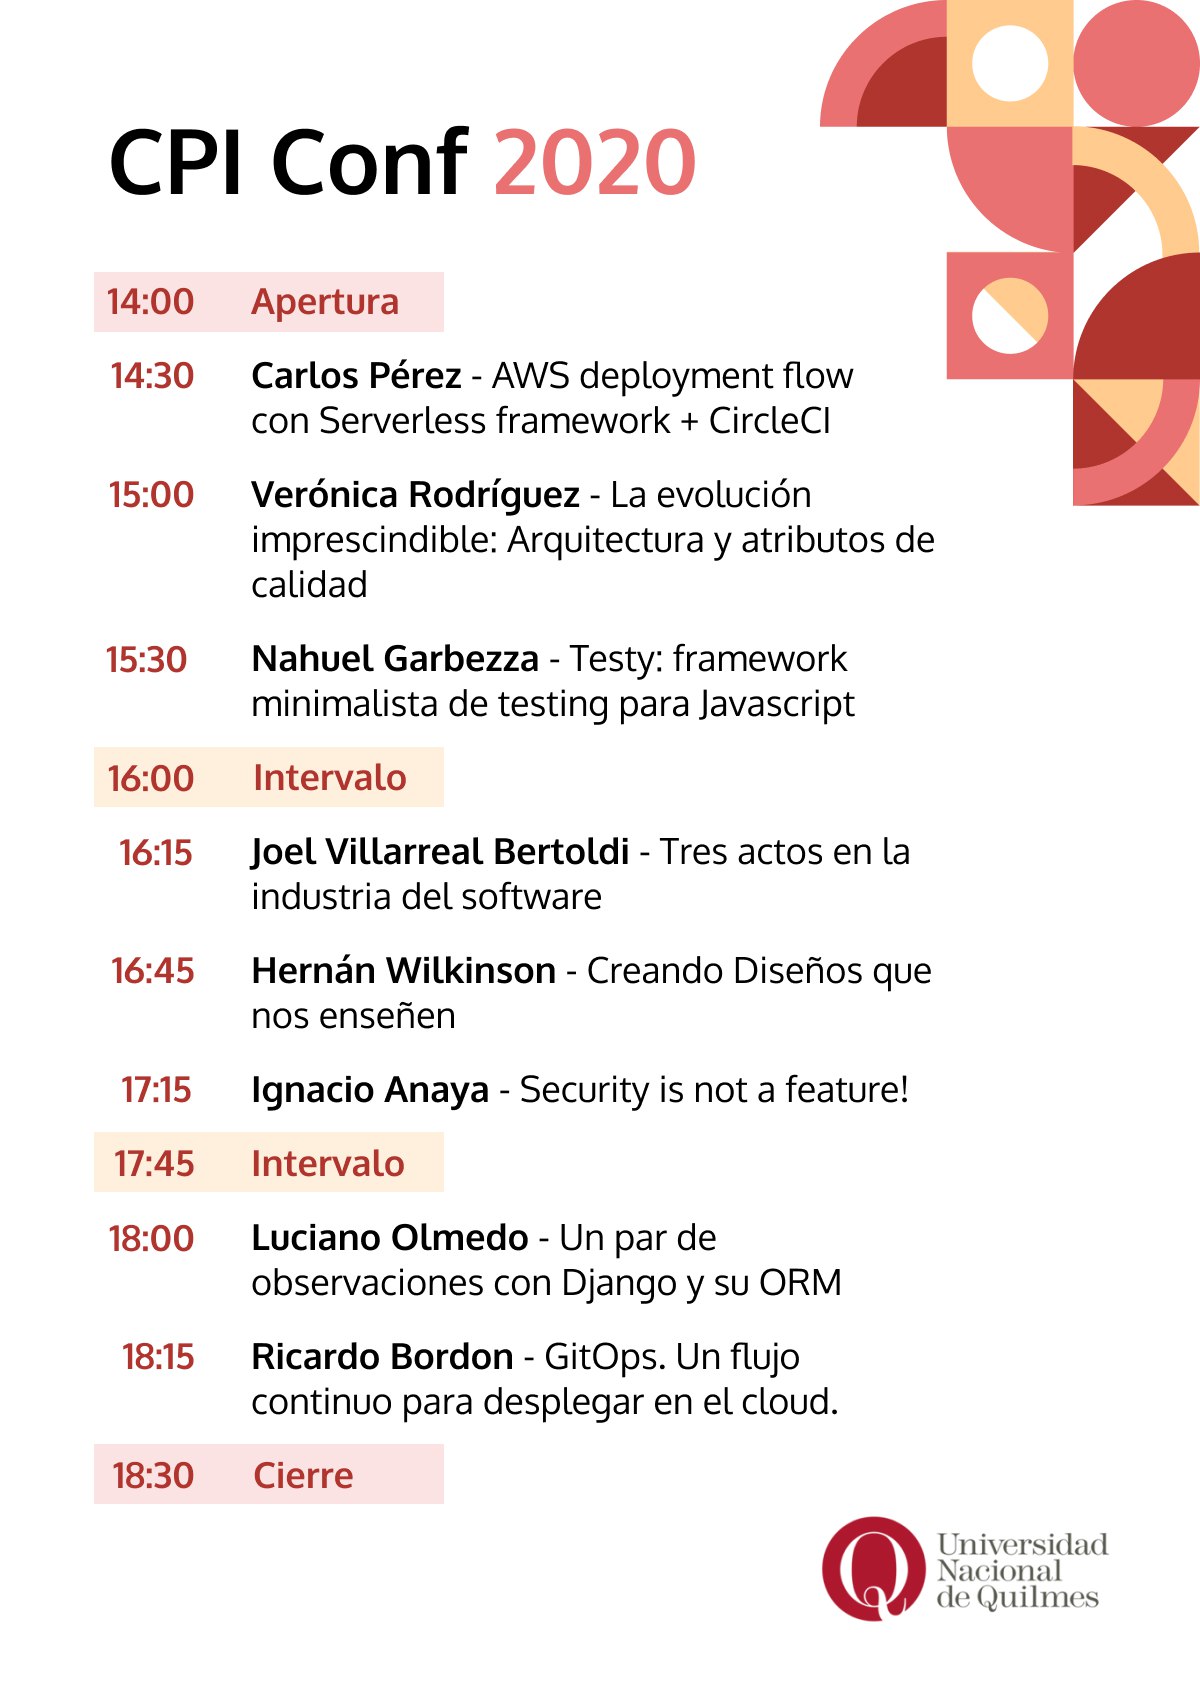 CPI Conf 2020
14:00 Apertura
14:30 Carlos Pérez - AWS deployment flow
con Serverless framework + CircleCI
15:00 Verónica Rodríguez - La evolución
imprescindible: Arquitectura y atributos de
calidad
15:30 Nahuel Garbezza - Testy: framework
minimalista de testing para Javascript
16:00 Intervalo
16:15 Joel Villarreal Bertoldi - Tres actos en la
industria del software
16:45 Hernán Wilkinson - Creando Diseños que
nos enseñen
17:15 Ignacio Anaya - Security is not a feature!
17:45 Intervalo
18:00 Luciano Olmedo - Un par de
observaciones con Django y su ORM
18:15 Ricardo Bordon - GitOps. Un flujo
continuo para desplegar en el cloud.
18:30 Cierre
Q Universidad
Nacional
de Quilmes